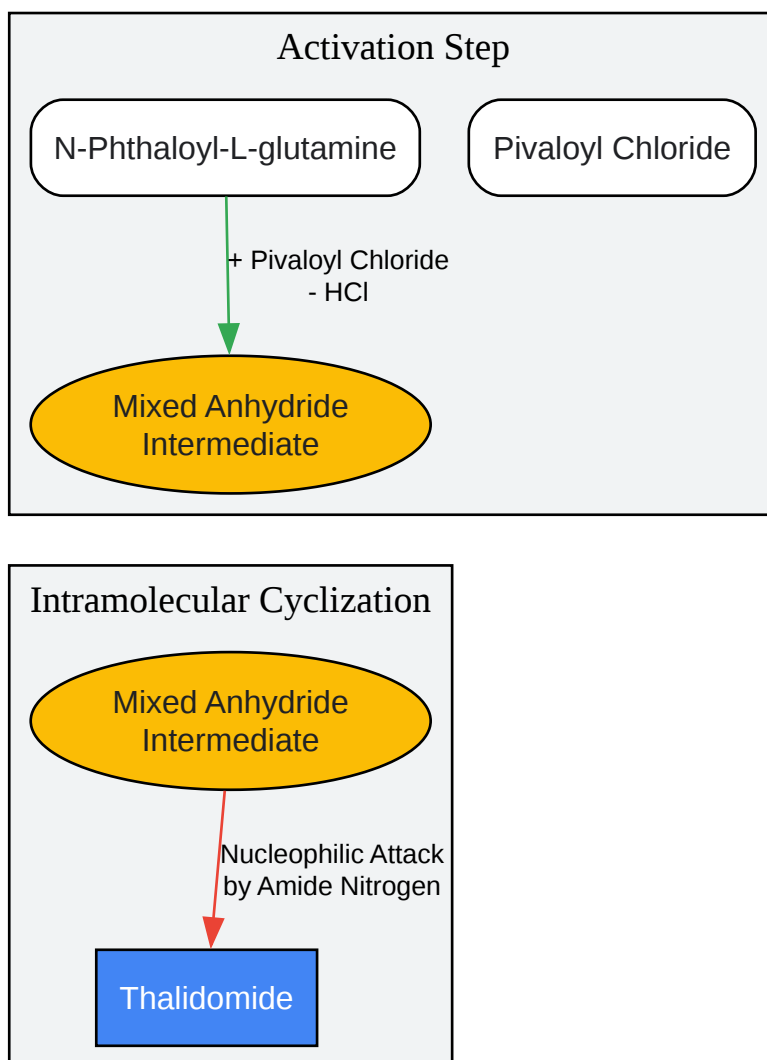 Activation Step
N-Phthaloyl-L-glutamine
Pivaloyl Chloride
+ Pivaloyl Chloride
- HCl
Mixed Anhydride
Intermediate
Intramolecular Cyclization
Mixed Anhydride
Intermediate
Nucleophilic Attack
by Amide Nitrogen
Thalidomide